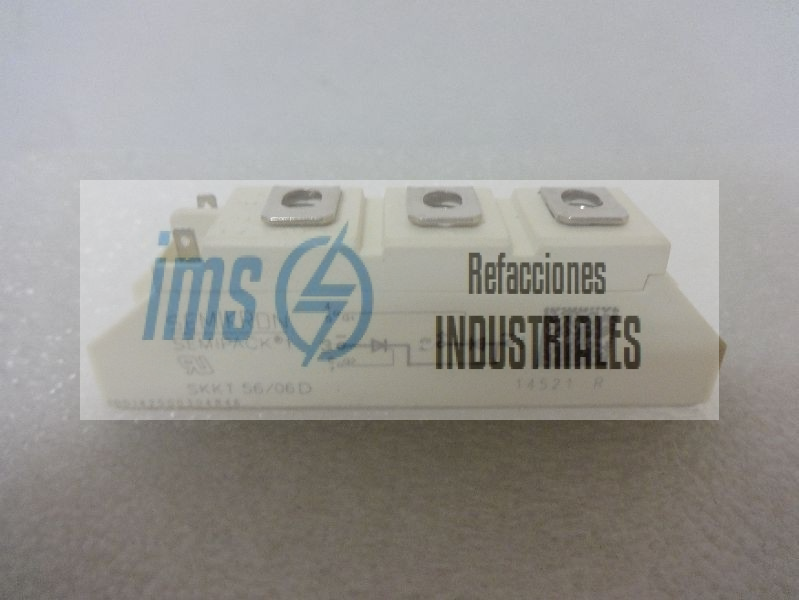 ims
Refacciones
INDUSTRIALES
SEMIKRON
SEMIPACK® 1
SKKT 56/06D
14521 R